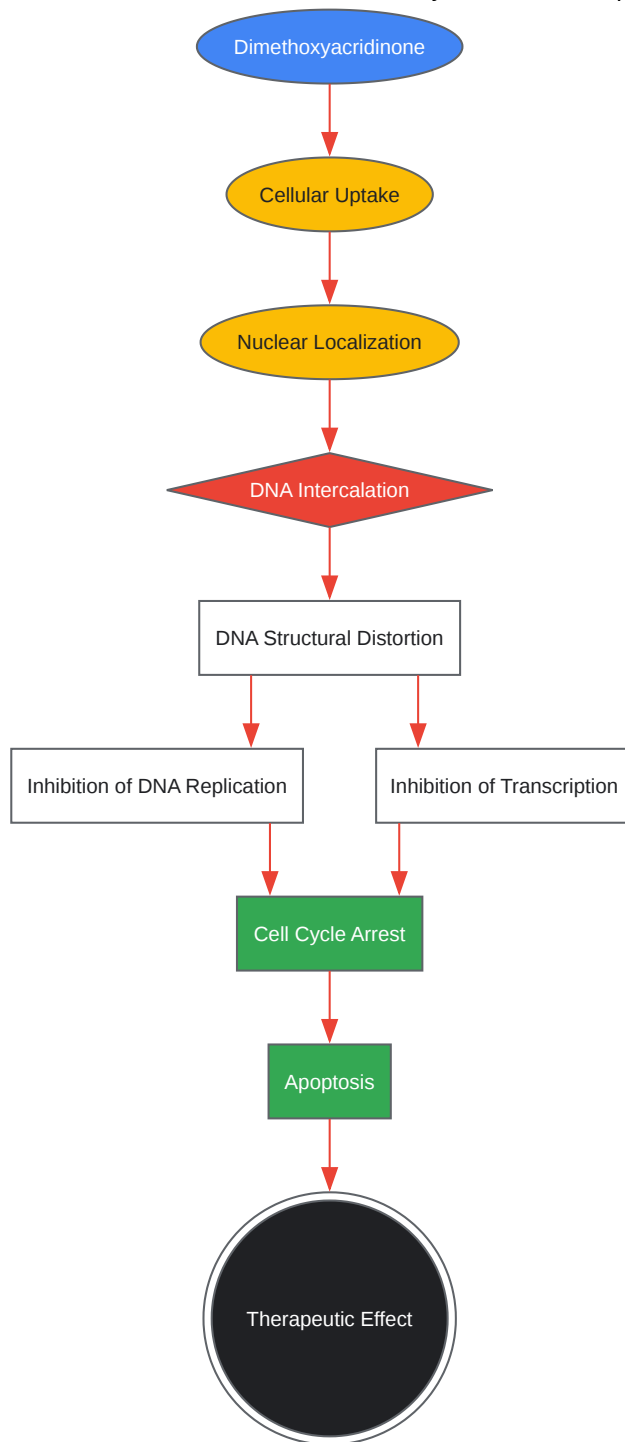 Dimethoxyacridinone
Cellular Uptake
Nuclear Localization
DNA Intercalation
DNA Structural Distortion
Inhibition of DNA Replication
Inhibition of Transcription
Cell Cycle Arrest
Apoptosis
Therapeutic Effect